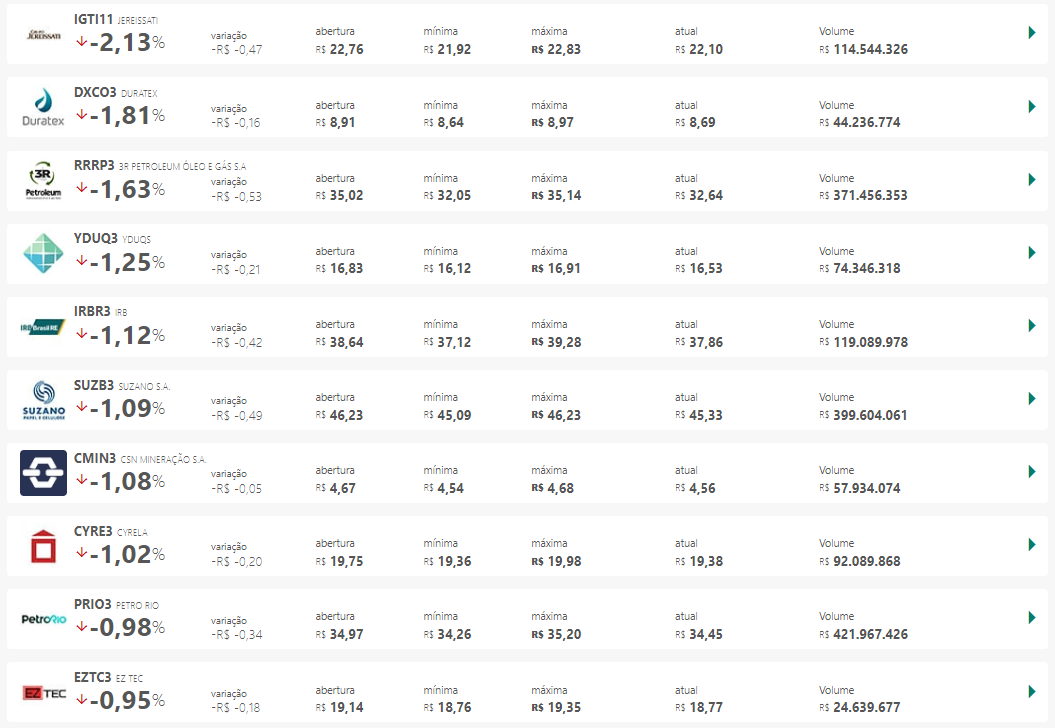 IGTI11 JEREISSATI
JEREISSATI
-2,13%
variação
-R$ -0,47
abertura
R$ 22,76
mínima
R$ 21,92
máxima
R$ 22,83
atual
R$ 22,10
Volume
R$ 114.544.326
DXCO3 DURATEX
Duratex
-1,81%
variação
-R$ -0,16
abertura
R$ 8,91
mínima
R$ 8,64
máxima
R$ 8,97
atual
R$ 8,69
Volume
R$ 44.236.774
RRRP3 3R PETROLEUM ÓLEO E GÁS S.A
3R
Petroleum
-1,63%
variação
-R$ -0,53
abertura
R$ 35,02
mínima
R$ 32,05
máxima
R$ 35,14
atual
R$ 32,64
Volume
R$ 371.456.353
YDUQ3 YDUQS
-1,25%
variação
-R$ -0,21
abertura
R$ 16,83
mínima
R$ 16,12
máxima
R$ 16,91
atual
R$ 16,53
Volume
R$ 74.346.318
IRBR3 IRB
IRB Brasil RE
-1,12%
variação
-R$ -0,42
abertura
R$ 38,64
mínima
R$ 37,12
máxima
R$ 39,28
atual
R$ 37,86
Volume
R$ 119.089.978
SUZB3 SUZANO S.A.
SUZANO
PAPEL E CELULOSE
-1,09%
variação
-R$ -0,49
abertura
R$ 46,23
mínima
R$ 45,09
máxima
R$ 46,23
atual
R$ 45,33
Volume
R$ 399.604.061
CMIN3 CSN MINERAÇÃO S.A.
-1,08%
variação
-R$ -0,05
abertura
R$ 4,67
mínima
R$ 4,54
máxima
R$ 4,68
atual
R$ 4,56
Volume
R$ 57.934.074
CYRE3 CYRELA
-1,02%
variação
-R$ -0,20
abertura
R$ 19,75
mínima
R$ 19,36
máxima
R$ 19,98
atual
R$ 19,38
Volume
R$ 92.089.868
PRIO3 PETRO RIO
PetroRio
-0,98%
variação
-R$ -0,34
abertura
R$ 34,97
mínima
R$ 34,26
máxima
R$ 35,20
atual
R$ 34,45
Volume
R$ 421.967.426
EZTC3 EZ TEC
EZ TEC
-0,95%
variação
-R$ -0,18
abertura
R$ 19,14
mínima
R$ 18,76
máxima
R$ 19,35
atual
R$ 18,77
Volume
R$ 24.639.677